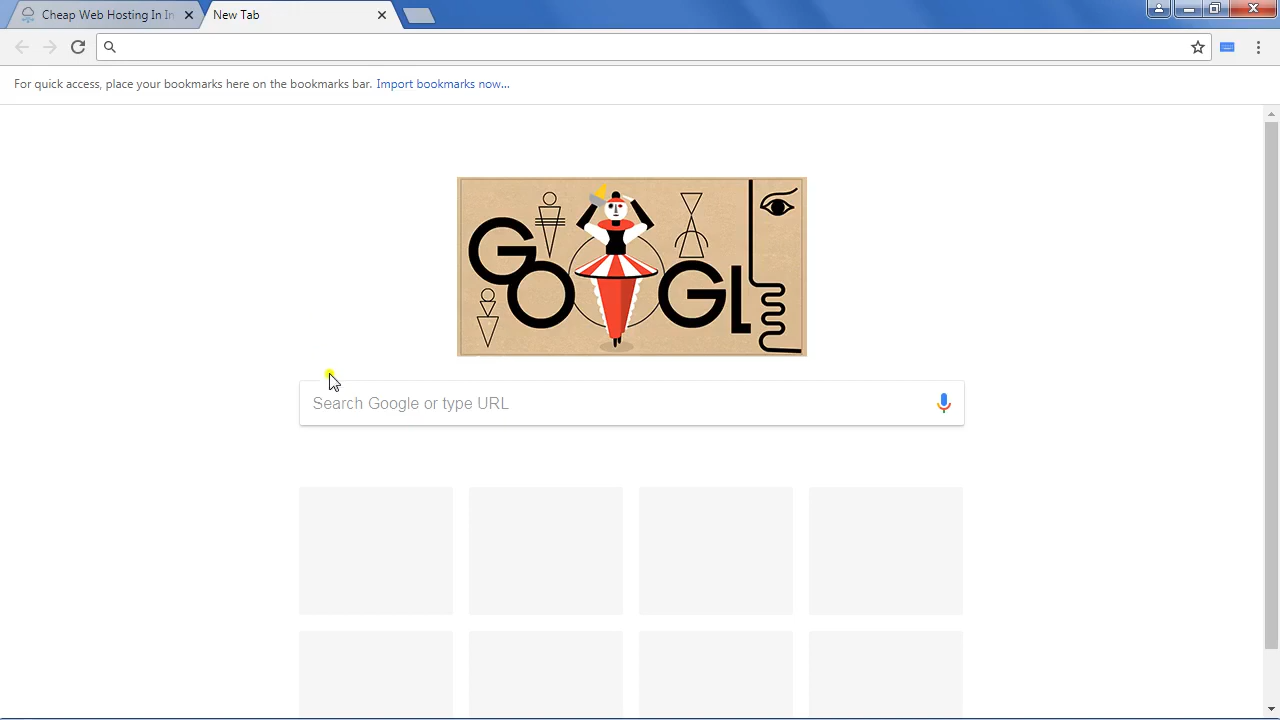 Cheap Web Hosting In In
New Tab
For quick access, place your bookmarks here on the bookmarks bar. Import bookmarks now...
GOOGLE
Search Google or type URL